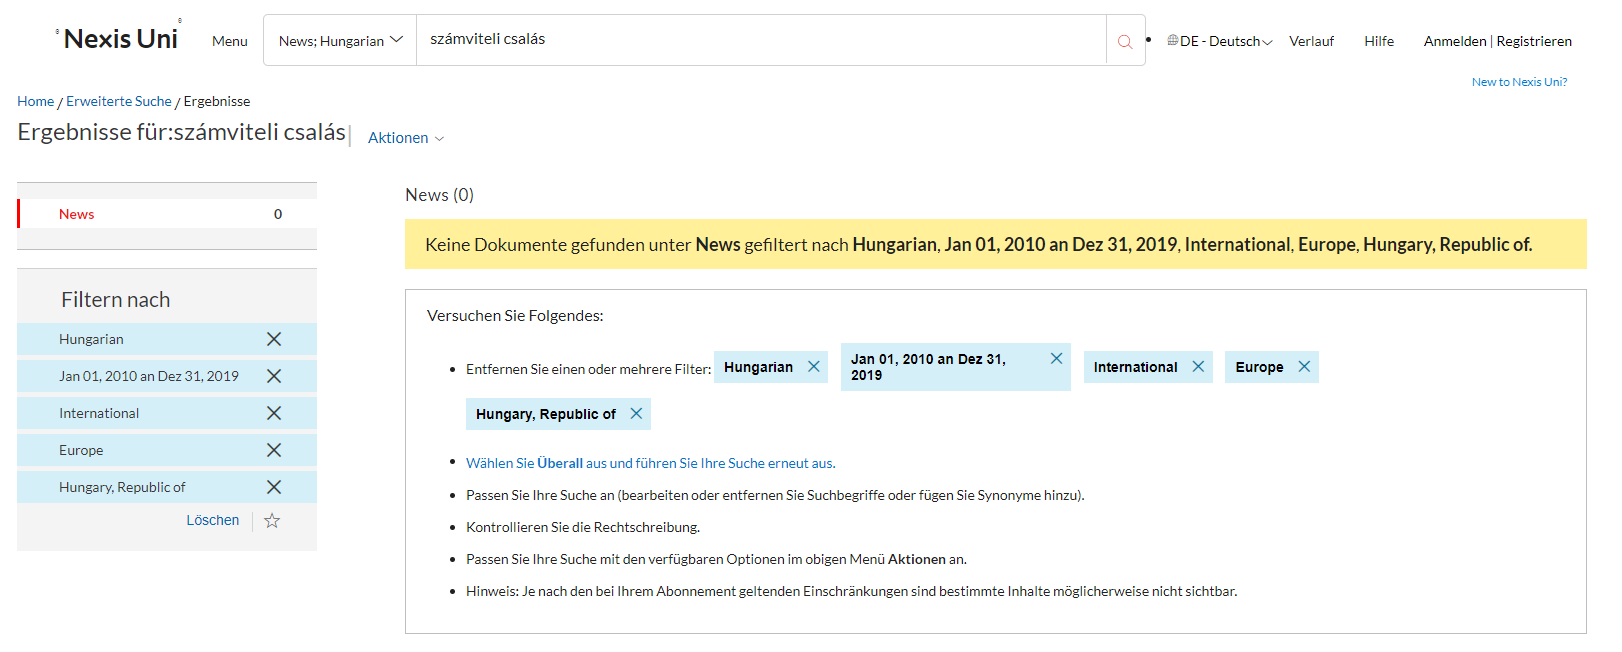 Nexis Uni
Menu
News; Hungarian
számviteli csalás
DE - Deutsch
Verlauf
Hilfe
Anmelden | Registrieren
New to Nexis Uni?
Home / Erweiterte Suche / Ergebnisse
Ergebnisse für:számviteli csalás|
Aktionen
News 0
Filtern nach
Hungarian
Jan 01, 2010 an Dez 31, 2019
International
Europe
Hungary, Republic of
Löschen
News (0)
Keine Dokumente gefunden unter News gefiltert nach Hungarian, Jan 01, 2010 an Dez 31, 2019, International, Europe, Hungary, Republic of.
Versuchen Sie Folgendes:
• Entfernen Sie einen oder mehrere Filter: Hungarian
Jan 01, 2010 an Dez 31,
2019
International
Europe
Hungary, Republic of
• Wählen Sie Überall aus und führen Sie Ihre Suche erneut aus.
• Passen Sie Ihre Suche an (bearbeiten oder entfernen Sie Suchbegriffe oder fügen Sie Synonyme hinzu).
• Kontrollieren Sie die Rechtschreibung.
• Passen Sie Ihre Suche mit den verfügbaren Optionen im obigen Menü Aktionen an.
• Hinweis: Je nach den bei Ihrem Abonnement geltenden Einschränkungen sind bestimmte Inhalte möglicherweise nicht sichtbar.